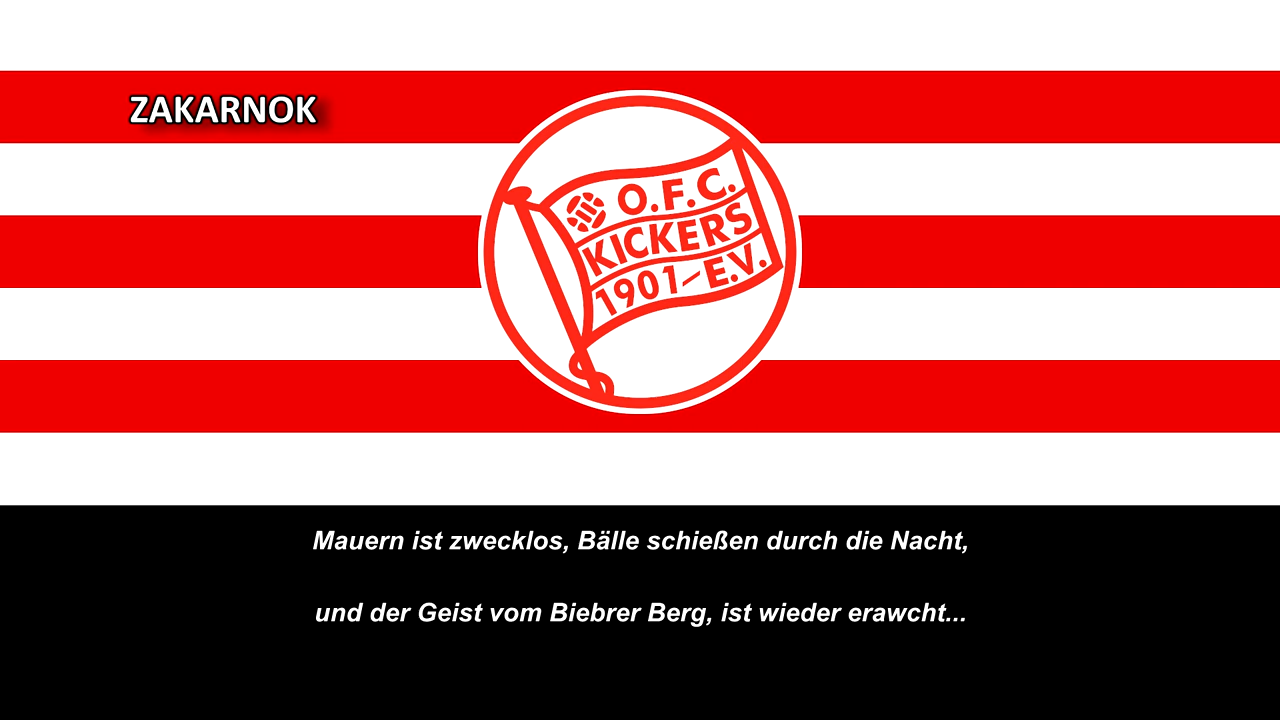 ZAKARNOK
O.F.C.
KICKERS
1901-E.V.
Mauern ist zwecklos, Bälle schießen durch die Nacht,
und der Geist vom Biebrer Berg, ist wieder erawcht...